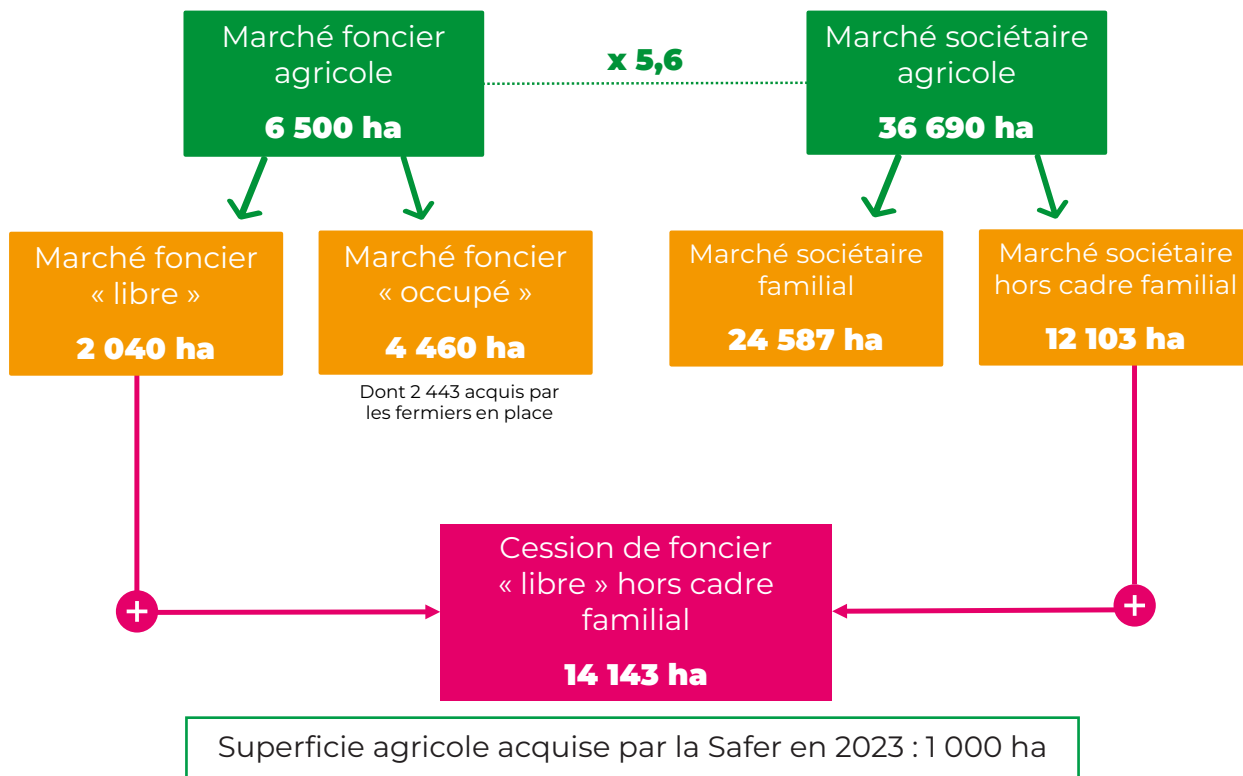 Marché foncier
agricole
6 500 ha
x 5,6
Marché sociétaire
agricole
36 690 ha
Marché foncier
« libre »
2 040 ha
Marché foncier
« occupé »
4 460 ha
Dont 2 443 acquis par
les fermiers en place
Marché sociétaire
familial
24 587 ha
Marché sociétaire
hors cadre familial
12 103 ha
+
Cession de foncier
« libre » hors cadre
familial
14 143 ha
+
Superficie agricole acquise par la Safer en 2023 : 1 000 ha